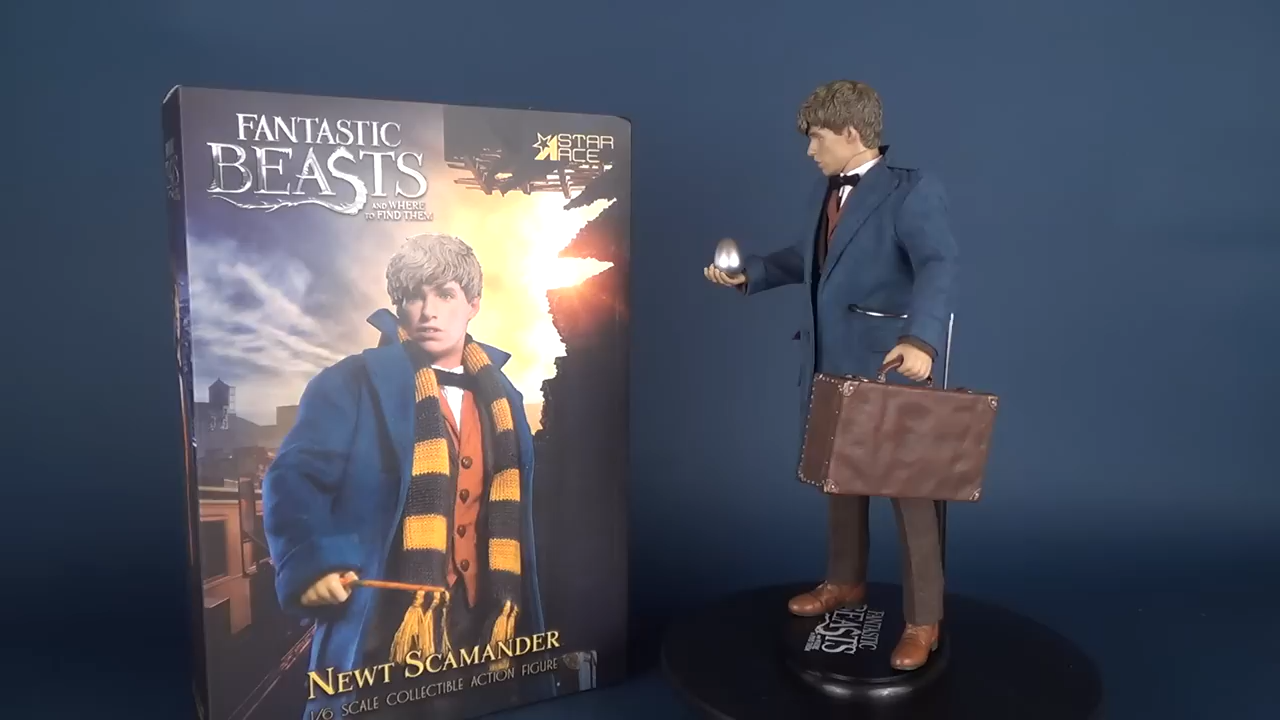 FANTASTIC
BEASTS
AND WHERE
TO FIND THEM
STAR
ACE
NEWT SCAMANDER
1/6 SCALE COLLECTIBLE ACTION FIGURE
FANTASTIC
BEASTS